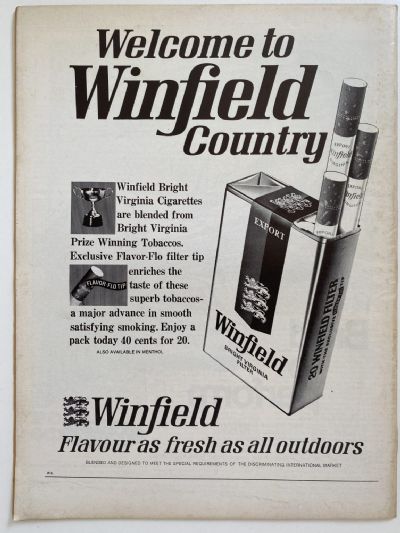 Welcome to
Winfield
Country
Winfield Bright
Virginia Cigarettes
are blended from
Bright Virginia
Prize Winning Tobaccos.
Exclusive Flavor-Flo filter tip
enriches the
FLAVOR-FLO TIP
taste of these
superb tobaccos-
a major advance in smooth
satisfying smoking. Enjoy a
pack today 40 cents for 20.
ALSO AVAILABLE IN MENTHOL
EXPORT
Winfield
EXPORT
Winfield
EXPORT
Winfield
BRIGHT VIRGINIA
FILTER
20 WINFIELD FILTER
Winfield
Flavour as fresh as all outdoors
BLENDED AND DESIGNED TO MEET THE SPECIAL REQUIREMENTS OF THE DISCRIMINATING INTERNATIONAL MARKET